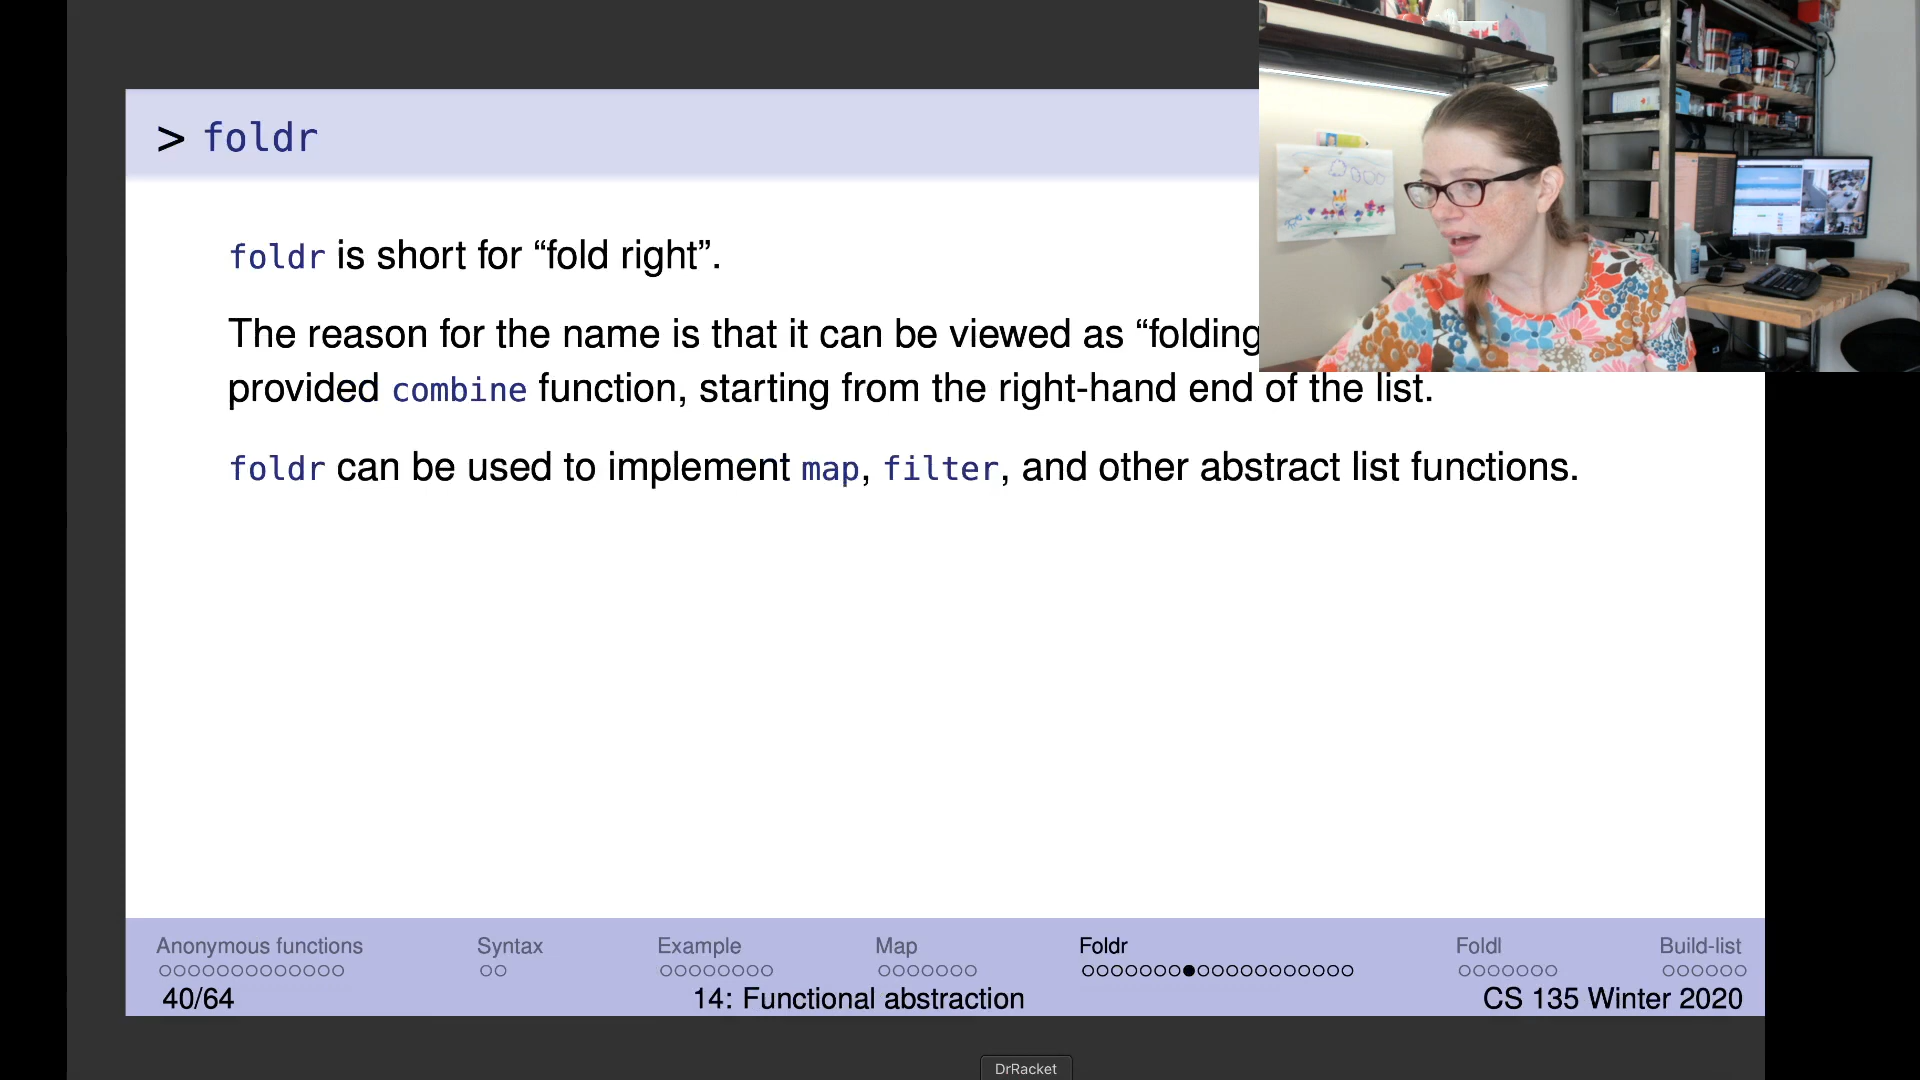 > foldr
foldr is short for “fold right”.
The reason for the name is that it can be viewed as “folding
provided combine function, starting from the right-hand end of the list.
foldr can be used to implement map, filter, and other abstract list functions.
Anonymous functions Syntax Example Map Foldr Foldl Build-list
40/64 14: Functional abstraction CS 135 Winter 2020
DrRacket